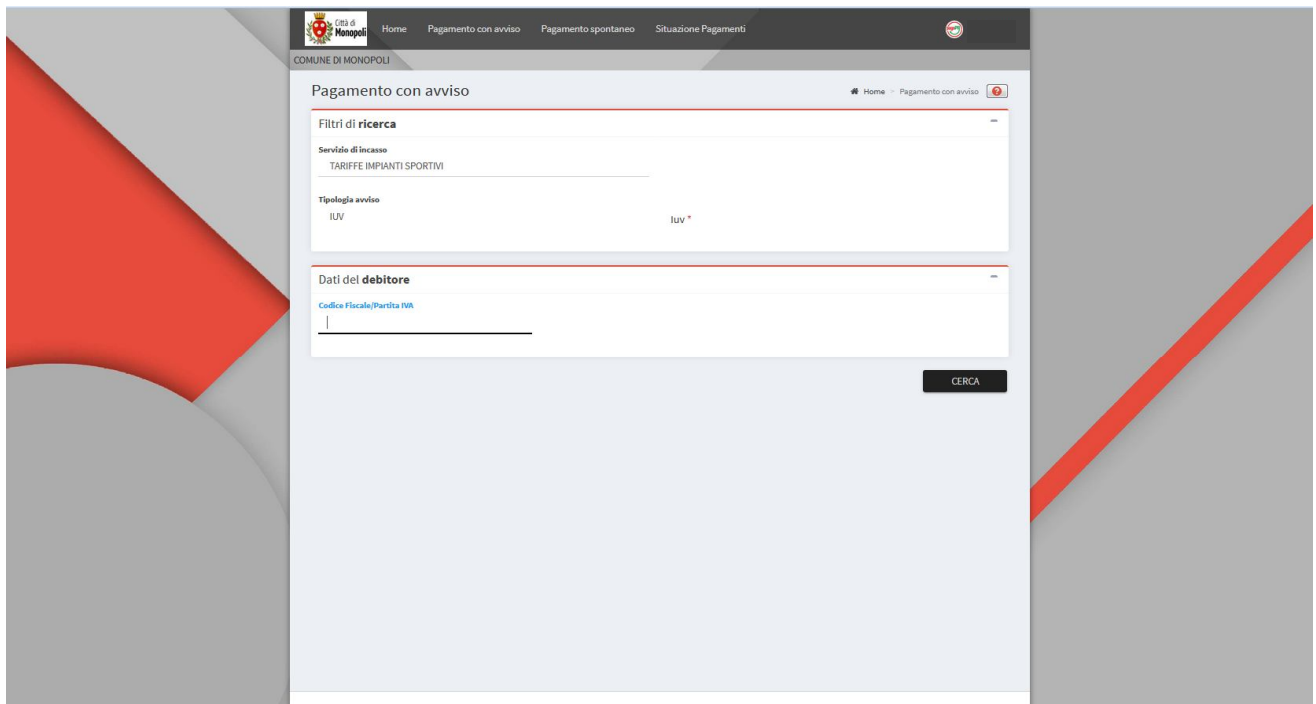 Città di
Monopoli
Home Pagamento con avviso Pagamento spontaneo Situazione Pagamenti
COMUNE DI MONOPOLI
Pagamento con avviso
Home > Pagamento con avviso ?
Filtri di ricerca
Servizio di incasso
TARIFFE IMPIANTI SPORTIVI
Tipologia avviso
IUV
Iuv *
Dati del debitore
Codice Fiscale/Partita IVA
CERCA